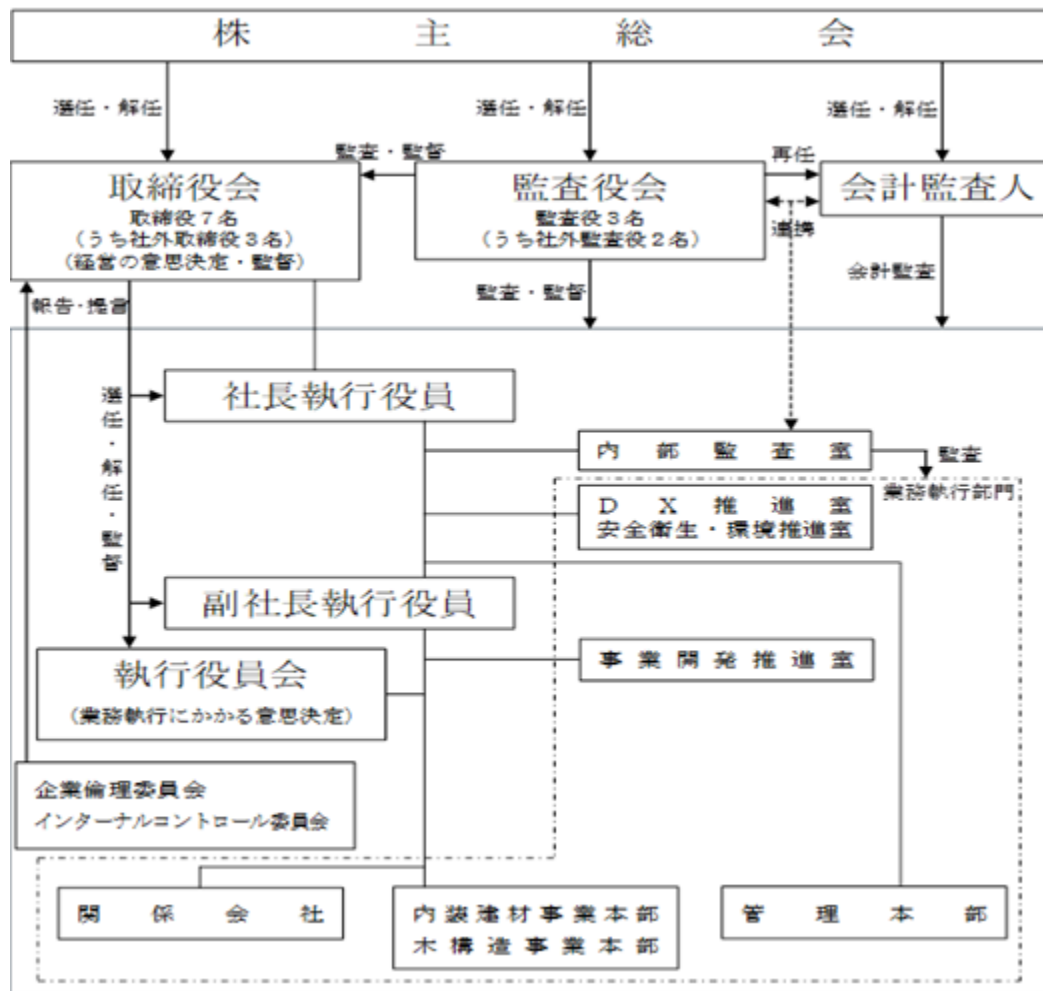 株主総会
選任・解任
選任・解任
選任・解任
監査・監督
再任
取締役会
取締役７名
（うち社外取締役３名）
（経営の意思決定・監督）
監査役会
監査役３名
（うち社外監査役２名）
会計監査人
連携
報告・提言
監査・監督
会計監査
選任・解任・監督
社長執行役員
内部監査室
監査
業務執行部門
ＤＸ推進室
安全衛生・環境推進室
副社長執行役員
事業開発推進室
執行役員会
（業務執行にかかる意思決定）
企業倫理委員会
インターナルコントロール委員会
関係会社
内装建材事業本部
木構造事業本部
管理本部